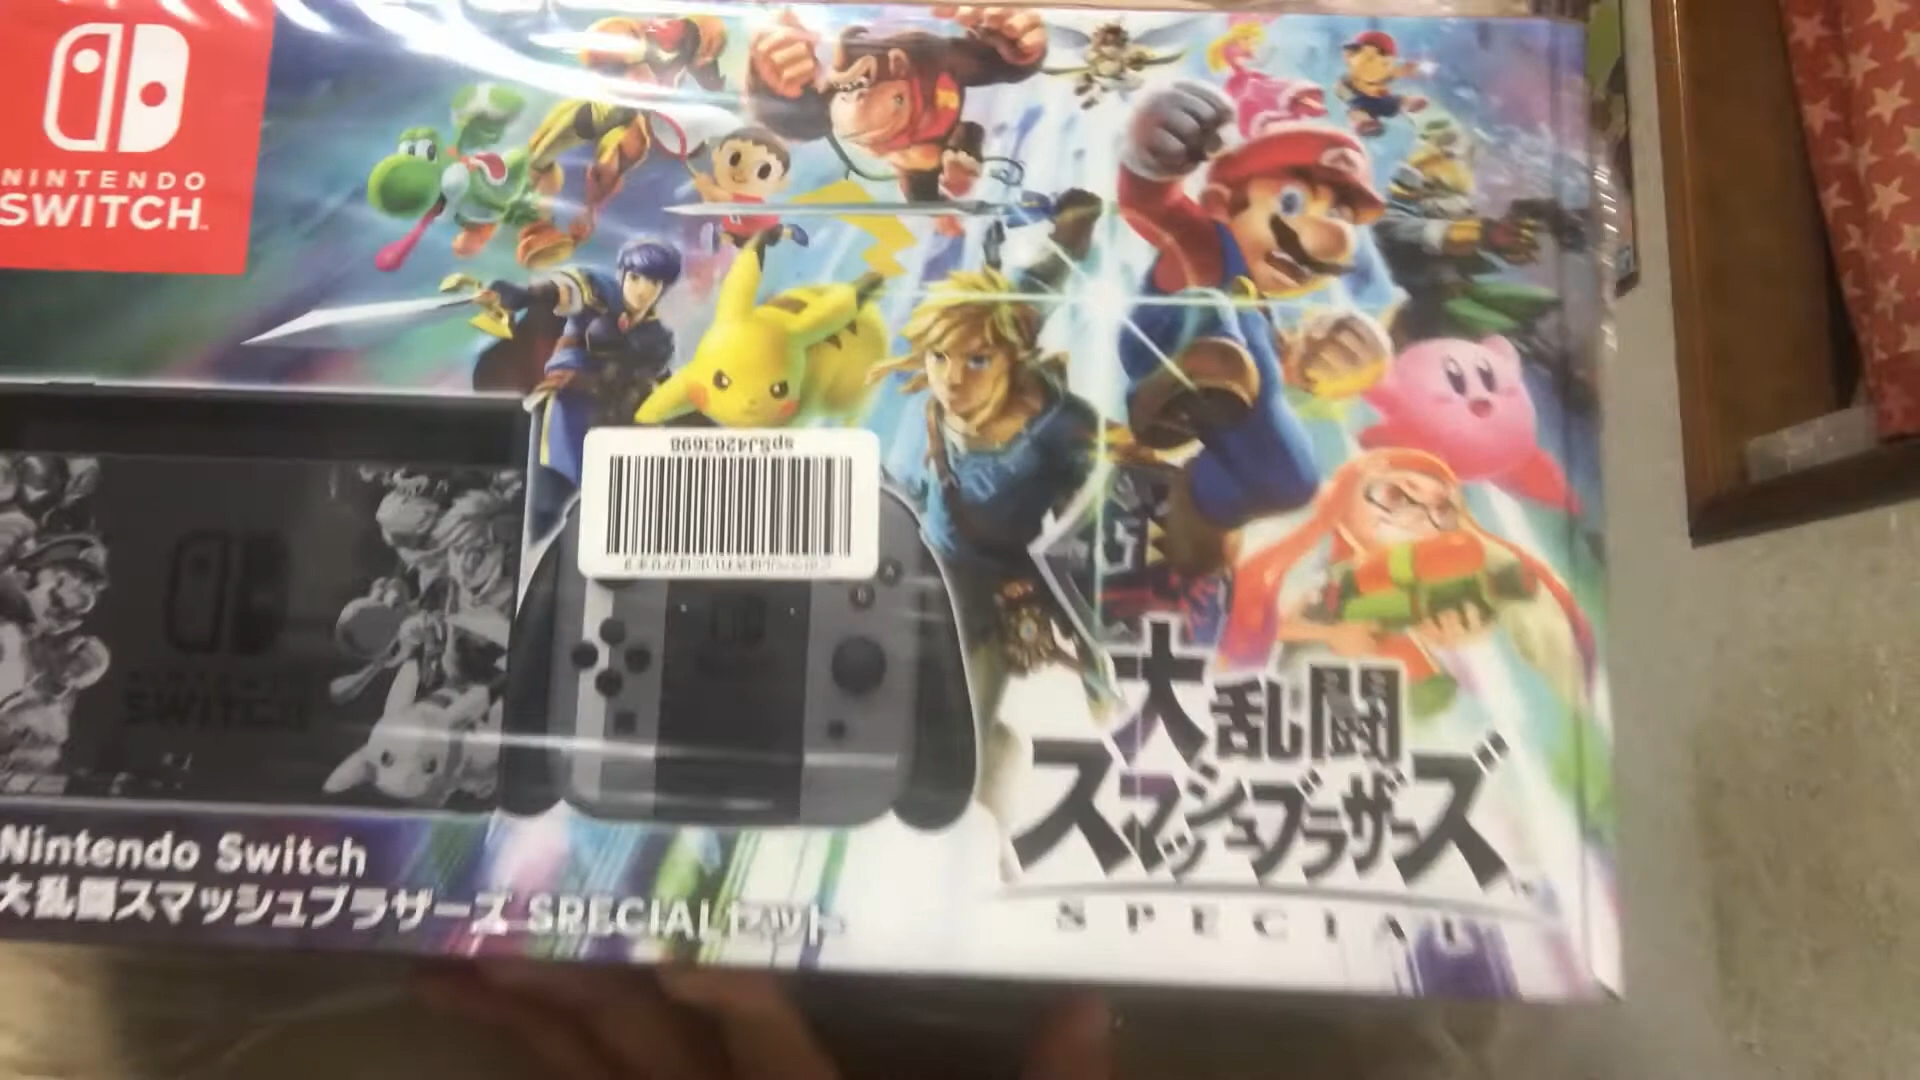 NINTENDO
SWITCH
spSJ42636698
大乱闘
スマッシュブラザーズ
SPECIAL
Nintendo Switch
大乱闘スマッシュブラザーズ SPECIALセット